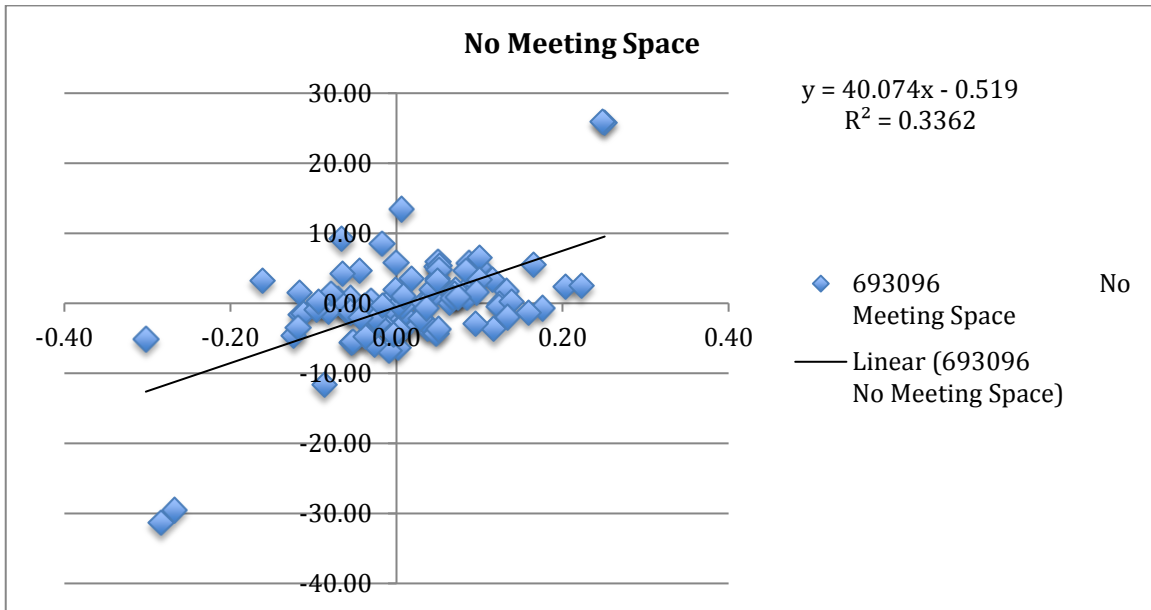 No Meeting Space
y = 40.074x - 0.519
R² = 0.3362
30.00
20.00
10.00
0.00
-10.00
-20.00
-30.00
-40.00
-0.40 -0.20 0.00 0.20 0.40
693096 No
Meeting Space
Linear (693096
No Meeting Space)